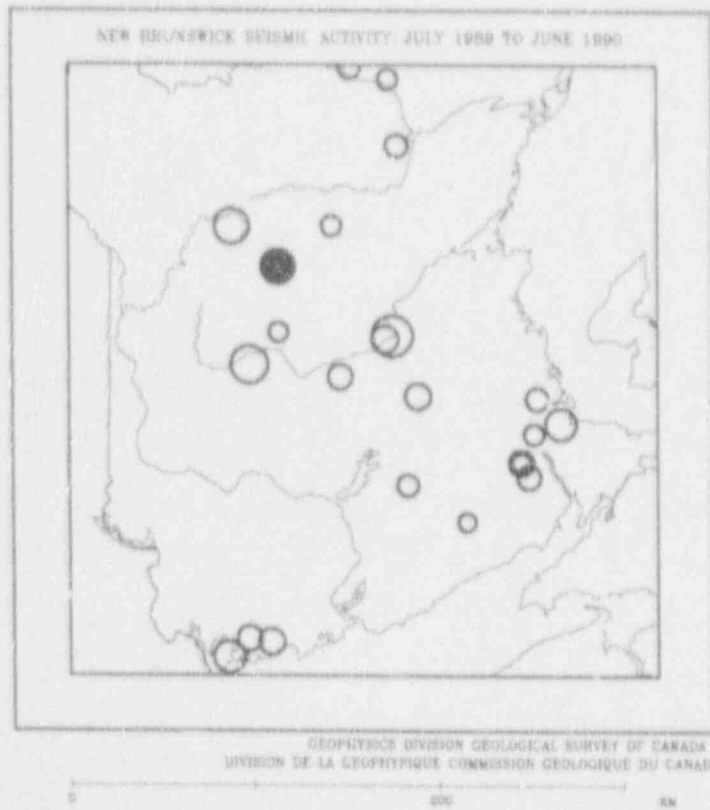 NEW BRUNSWICK SEISMIC ACTIVITY: JULY 1989 TO JUNE 1990
GEOPHYSICS DIVISION GEOLOGICAL SURVEY OF CANADA
DIVISION DE LA GEOPHYSIQUE COMMISSION GEOLOGIQUE DU CANAD
0 200 KM